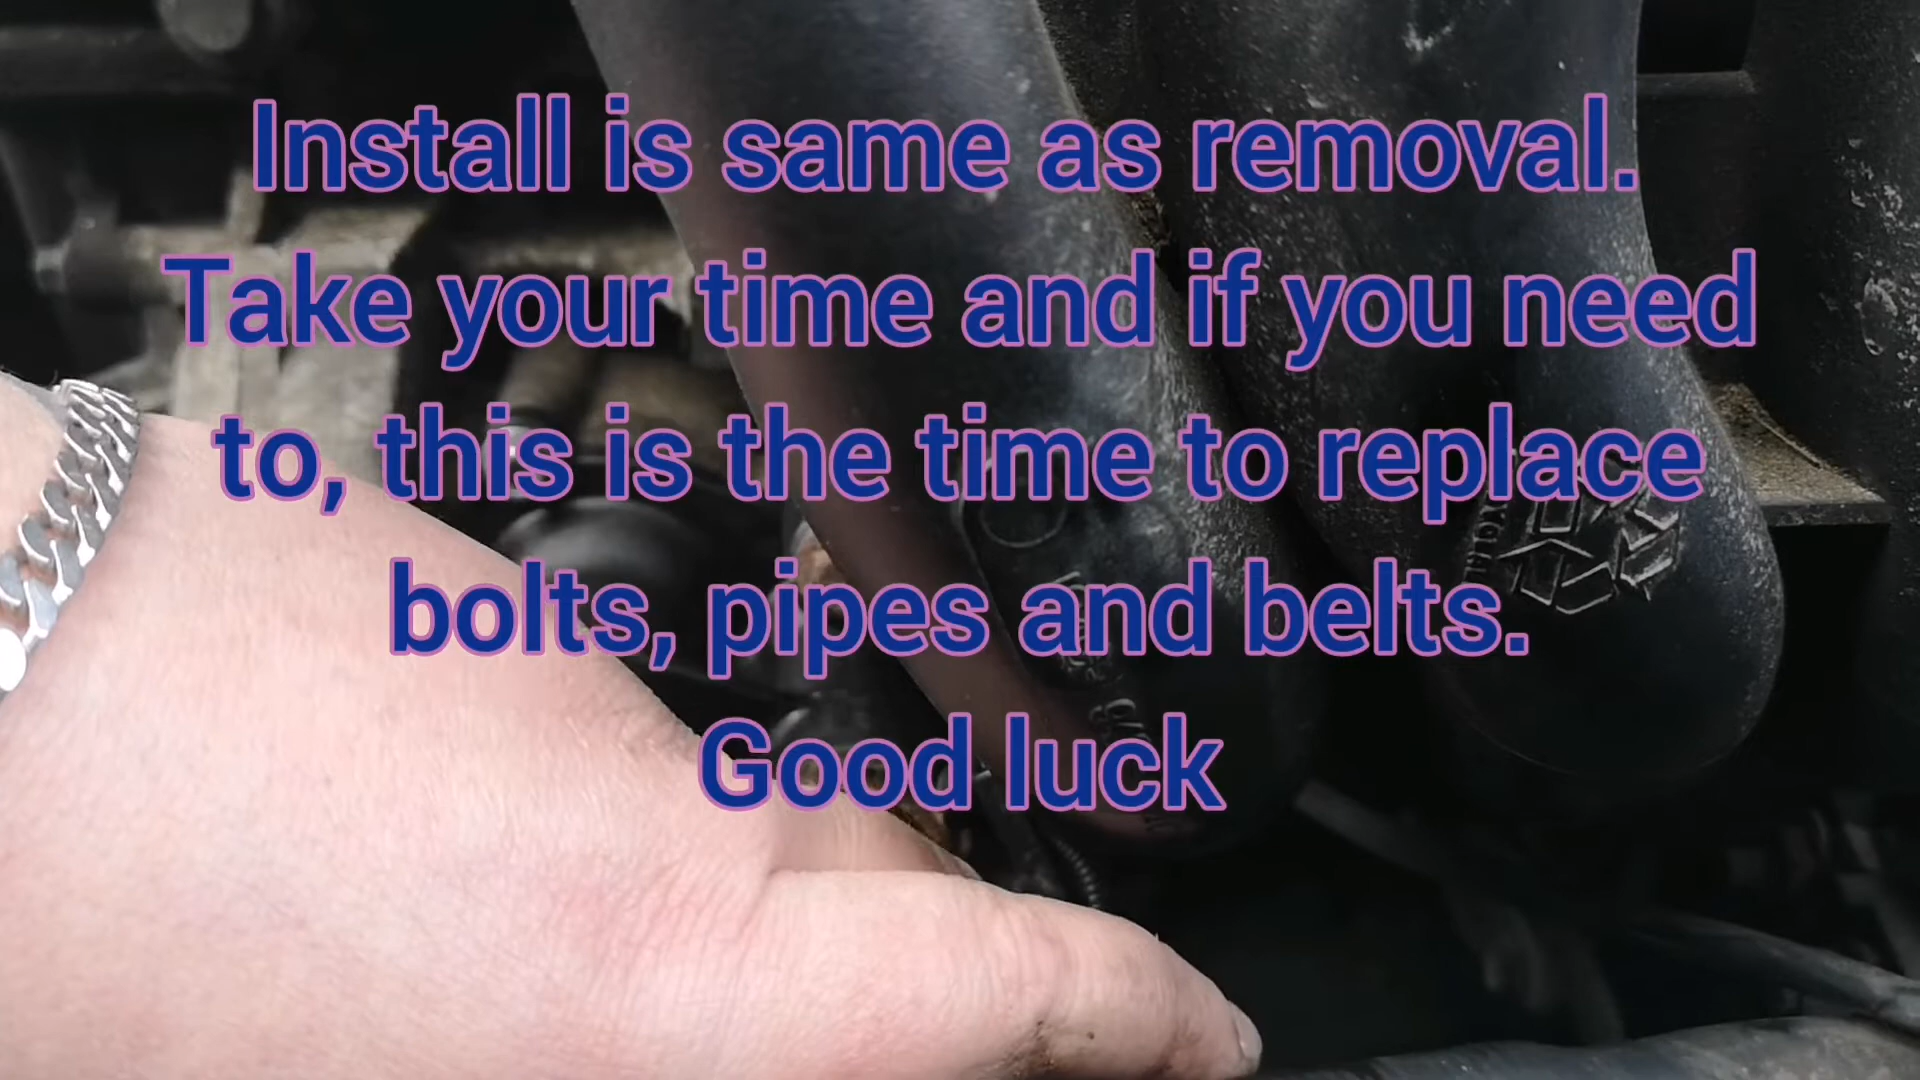 Install is same as removal.
Take your time and if you need
to, this is the time to replace
bolts, pipes and belts.
Good luck